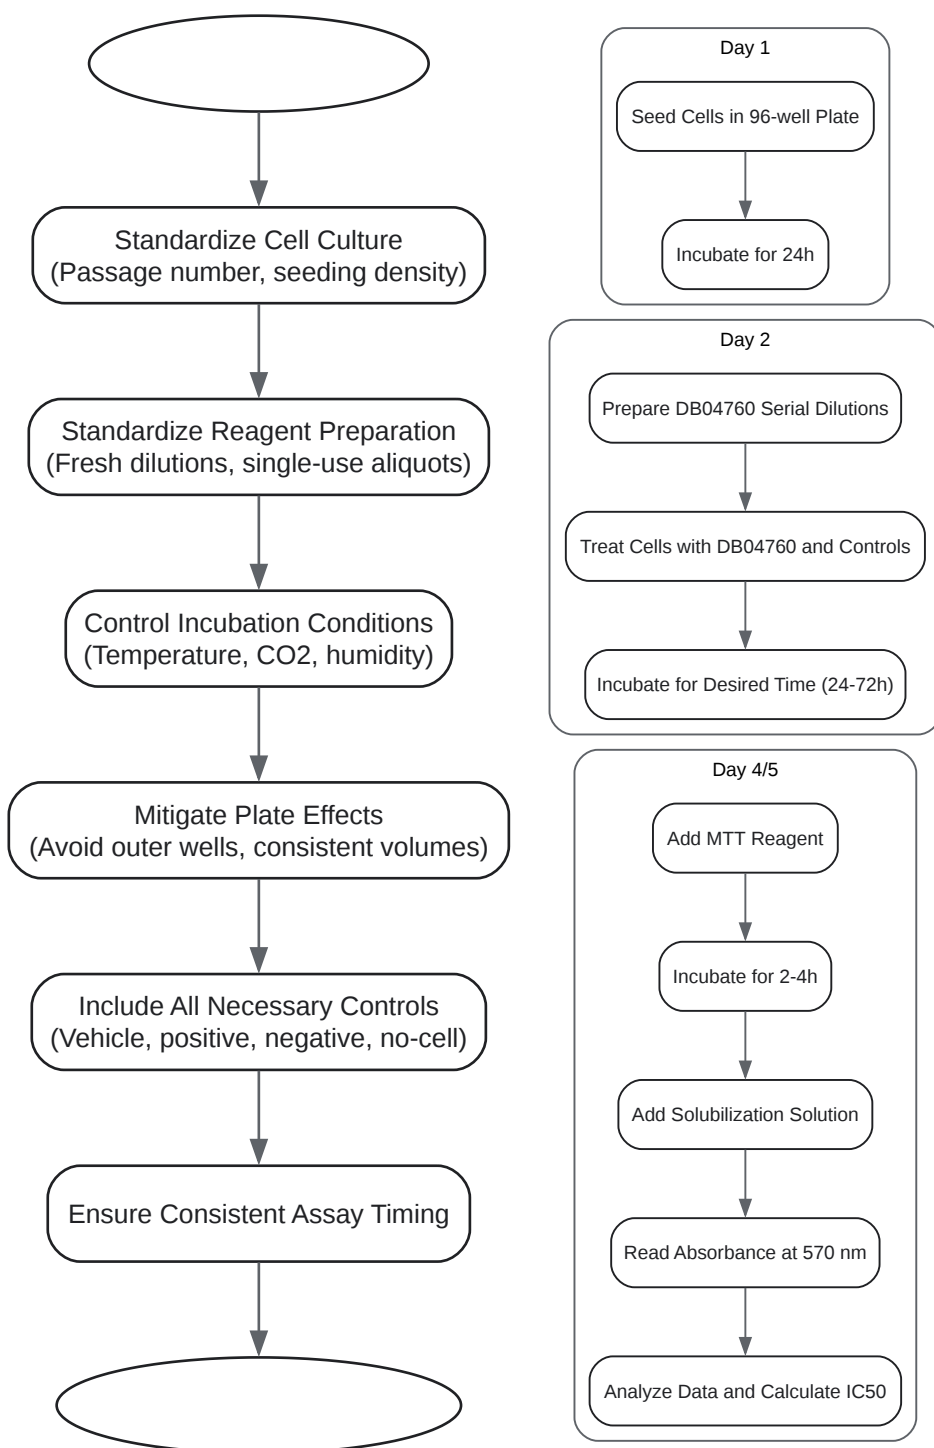 Standardize Cell Culture
(Passage number, seeding density)
Standardize Reagent Preparation
(Fresh dilutions, single-use aliquots)
Control Incubation Conditions
(Temperature, CO2, humidity)
Mitigate Plate Effects
(Avoid outer wells, consistent volumes)
Include All Necessary Controls
(Vehicle, positive, negative, no-cell)
Ensure Consistent Assay Timing
Day 1
Seed Cells in 96-well Plate
Incubate for 24h
Day 2
Prepare DB04760 Serial Dilutions
Treat Cells with DB04760 and Controls
Incubate for Desired Time (24-72h)
Day 4/5
Add MTT Reagent
Incubate for 2-4h
Add Solubilization Solution
Read Absorbance at 570 nm
Analyze Data and Calculate IC50